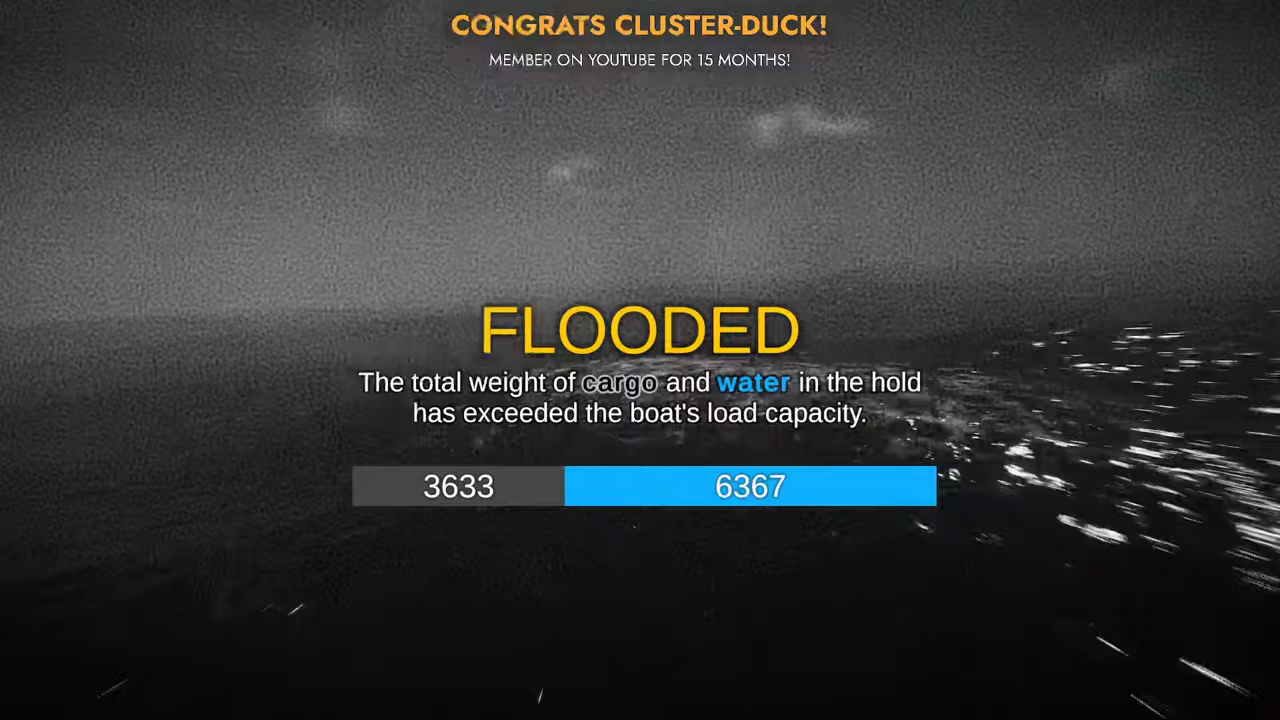 CONGRATS CLUSTER-DUCK!
MEMBER ON YOUTUBE FOR 15 MONTHS!
FLOODED
The total weight of cargo and water in the hold
has exceeded the boat's load capacity.
3633 6367